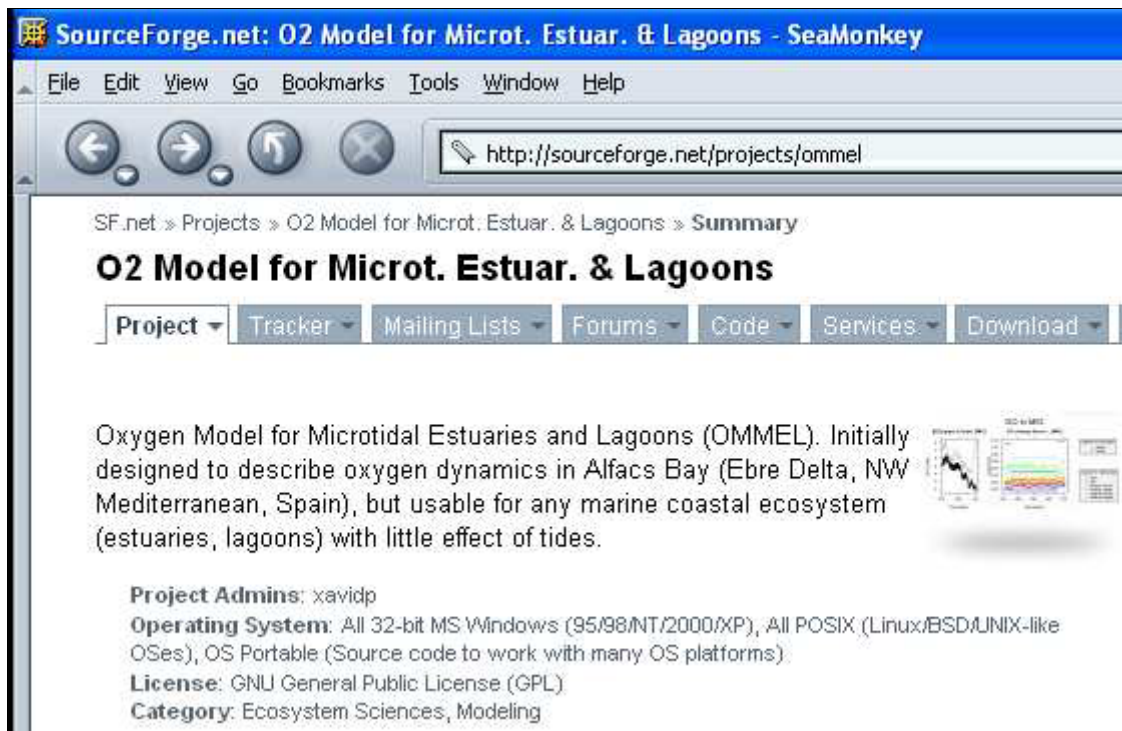 SourceForge.net: O2 Model for Microt. Estuar. & Lagoons - SeaMonkey
File Edit View Go Bookmarks Tools Window Help
http://sourceforge.net/projects/ommel
SF.net » Projects » O2 Model for Microt. Estuar. & Lagoons » Summary
O2 Model for Microt. Estuar. & Lagoons
Project Tracker Mailing Lists Forums Code Services Download
Oxygen Model for Microtidal Estuaries and Lagoons (OMMEL). Initially
designed to describe oxygen dynamics in Alfacs Bay (Ebre Delta, NW
Mediterranean, Spain), but usable for any marine coastal ecosystem
(estuaries, lagoons) with little effect of tides.
Project Admins: xavidp
Operating System: All 32-bit MS Windows (95/98/NT/2000/XP), All POSIX (Linux/BSD/UNIX-like
OSes), OS Portable (Source code to work with many OS platforms)
License: GNU General Public License (GPL)
Category: Ecosystem Sciences, Modeling